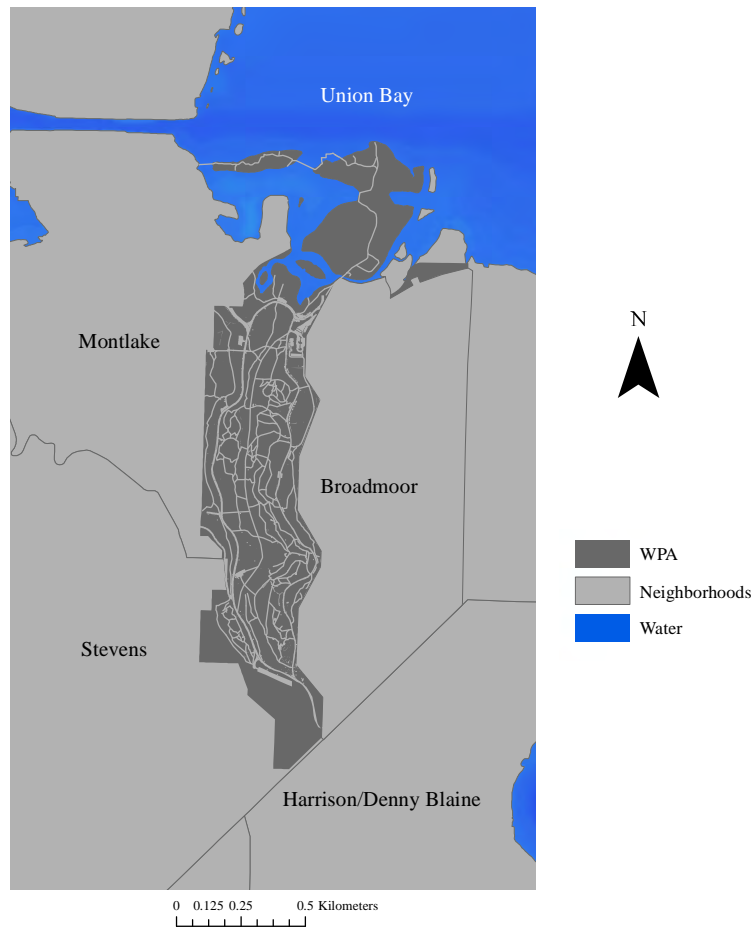 Union Bay
N
Montlake
Broadmoor
WPA
Neighborhoods
Water
Stevens
Harrison/Denny Blaine
0 0.125 0.25 0.5 Kilometers